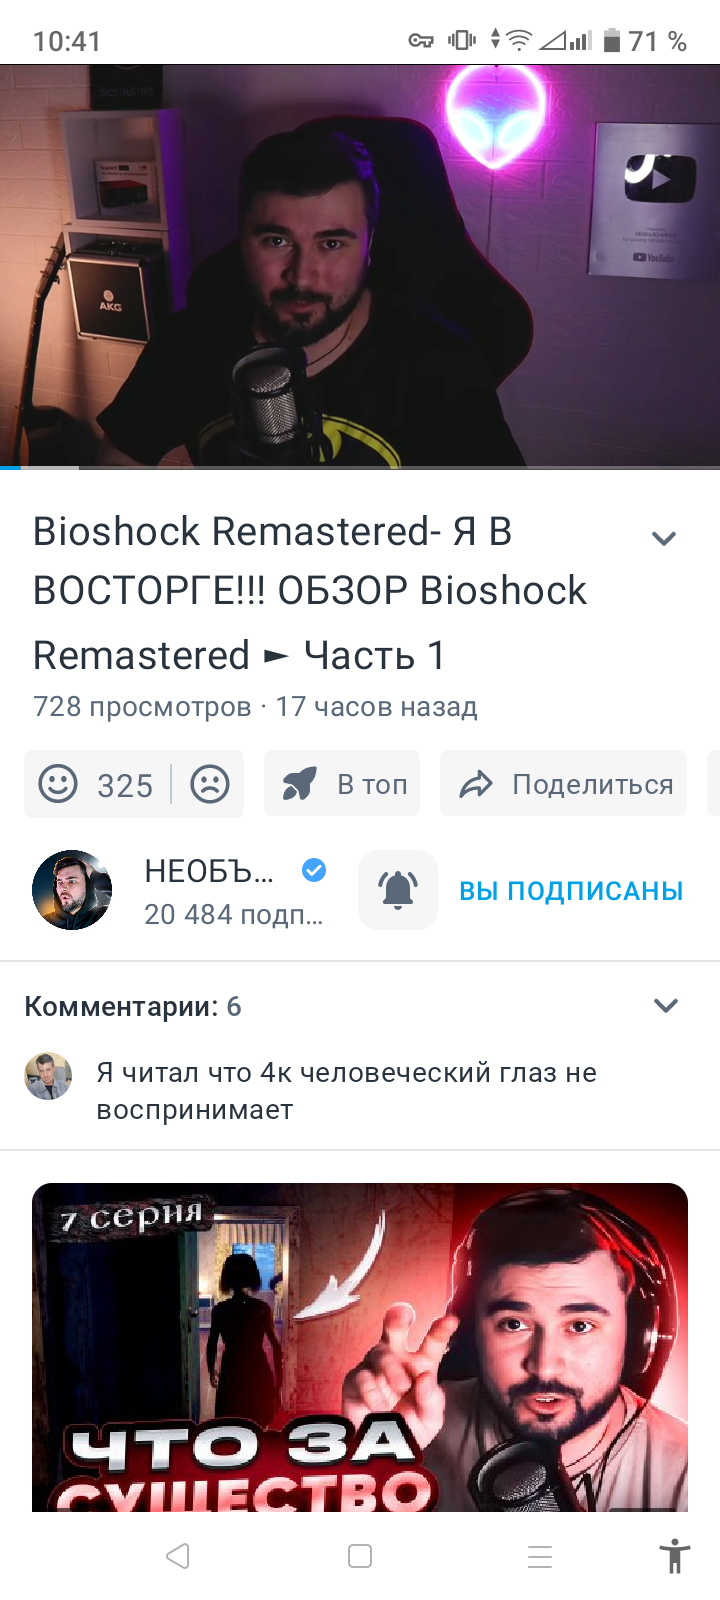 10:41
71 %
AKG
YouTube
Bioshock Remastered- Я В
ВОСТОРГЕ!!! ОБЗОР Bioshock
Remastered ► Часть 1
728 просмотров · 17 часов назад
325
В топ
Поделиться
НЕОБЪ...
20 484 подп...
ВЫ ПОДПИСАНЫ
Комментарии: 6
Я читал что 4к человеческий глаз не
воспринимает
7 серия
ЧТО ЗА
СУЩЕСТВО